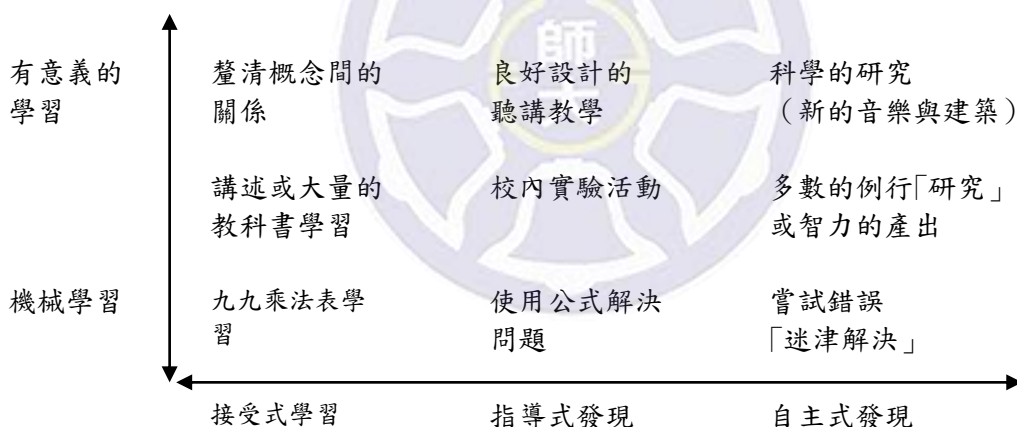 師大
有意義的
學習
釐清概念間的
關係
良好設計的
聽講教學
科學的研究
（新的音樂與建築）
講述或大量的
教科書學習
校內實驗活動
多數的例行「研究」
或智力的產出
機械學習
九九乘法表學
習
使用公式解決
問題
嘗試錯誤
「迷津解決」
接受式學習
指導式發現
自主式發現